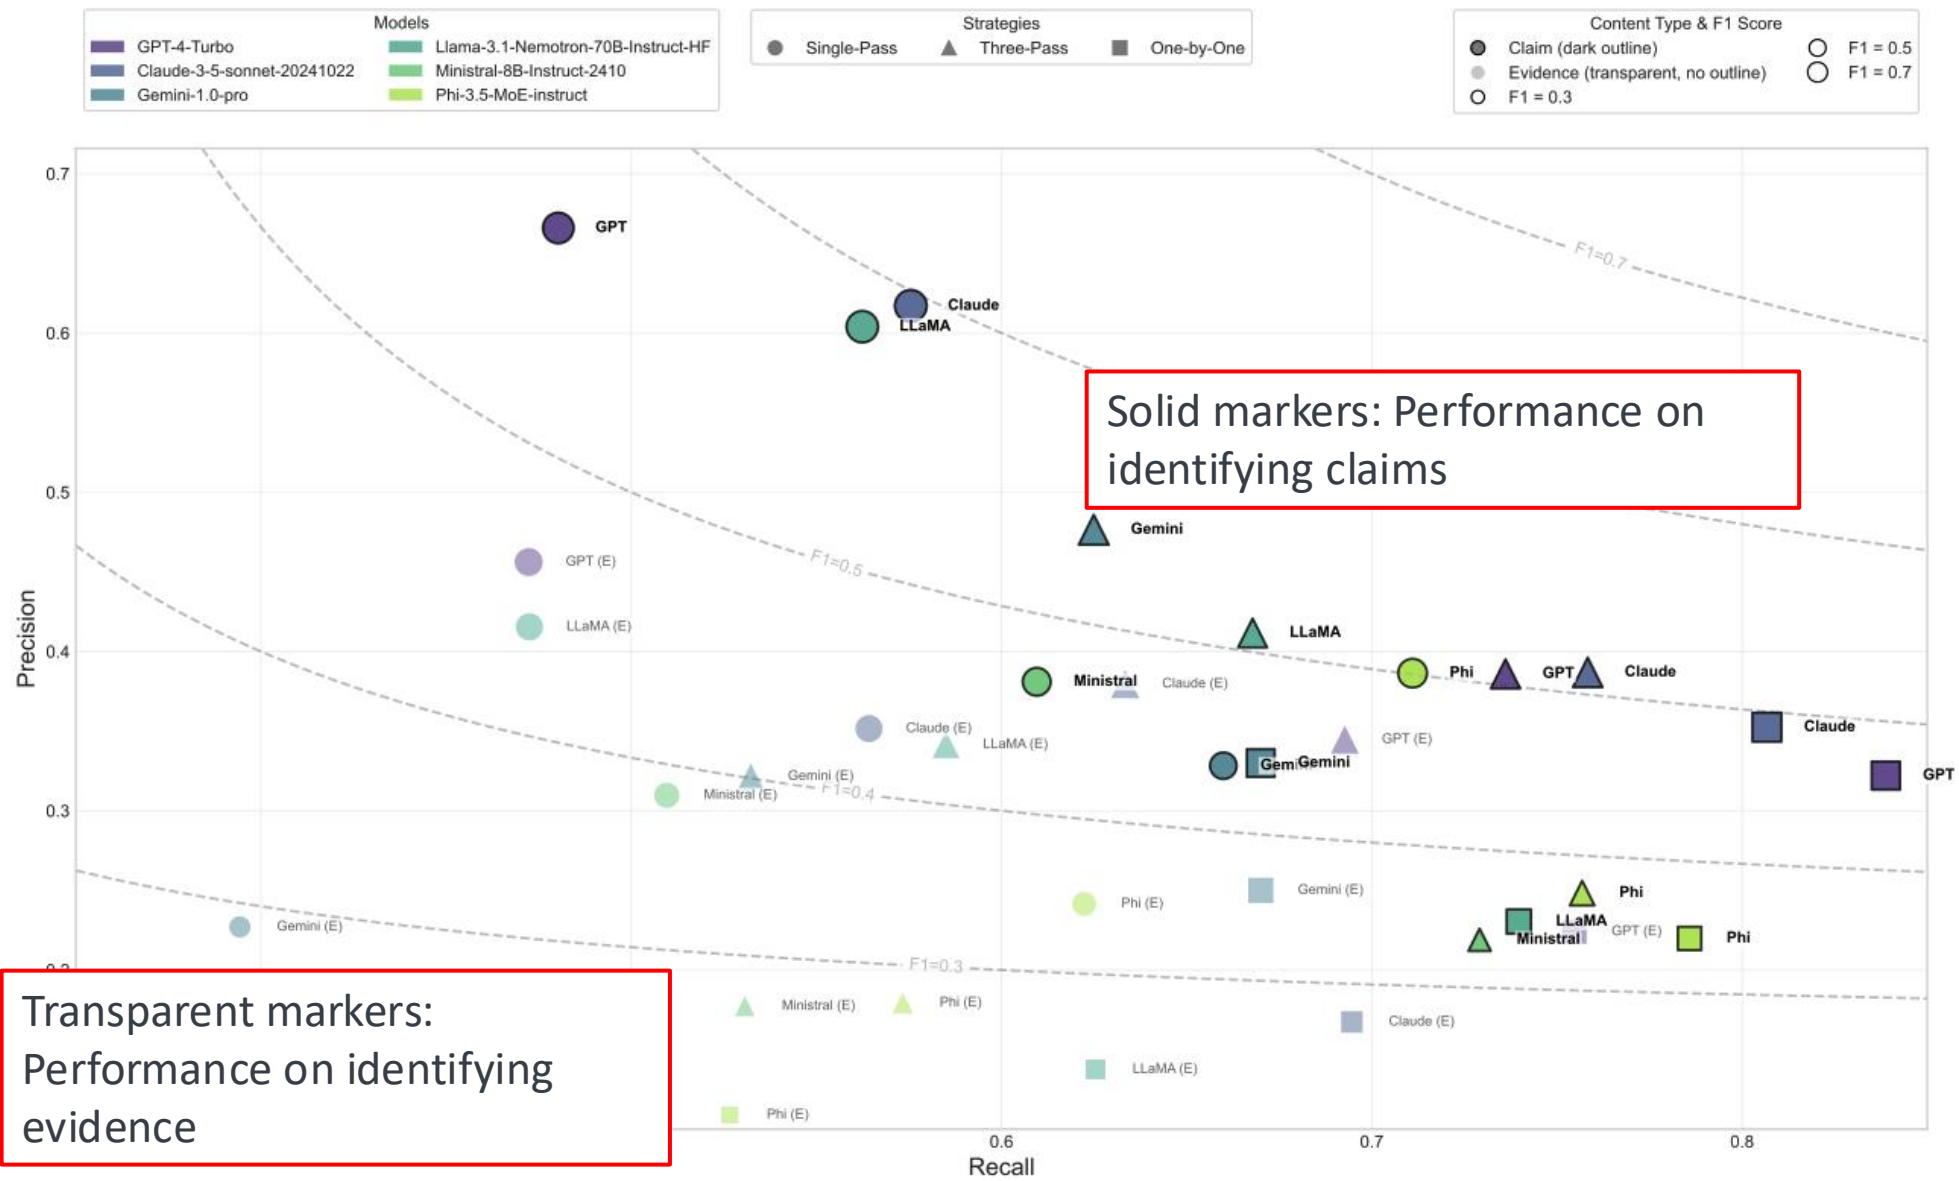 Models
GPT-4-Turbo
Claude-3-5-sonnet-20241022
Gemini-1.0-pro
Llama-3.1-Nemotron-70B-Instruct-HF
Ministral-8B-Instruct-2410
Phi-3.5-MoE-instruct
Strategies
Single-Pass
Three-Pass
One-by-One
Content Type & F1 Score
Claim (dark outline)
Evidence (transparent, no outline)
F1 = 0.3
F1 = 0.5
F1 = 0.7
0.7
GPT
F1=0.7
Claude
LLaMA
0.6
Solid markers: Performance on
identifying claims
0.5
Gemini
F1=0.5
GPT (E)
LLaMA (E)
LLaMA
Precision
0.4
Ministral
Claude (E)
Phi
GPT
Claude
Claude (E)
LLaMA (E)
GPT (E)
Claude
Gemini
Gemini
GPT
Gemini (E)
Ministral (E)
F1=0.4
0.3
Gemini (E)
Phi
Phi (E)
LLaMA
Gemini (E)
Ministral
GPT (E)
Phi
F1=0.3
Transparent markers:
Performance on identifying
evidence
Ministral (E)
Phi (E)
Claude (E)
LLaMA (E)
Phi (E)
0.6
0.7
0.8
Recall